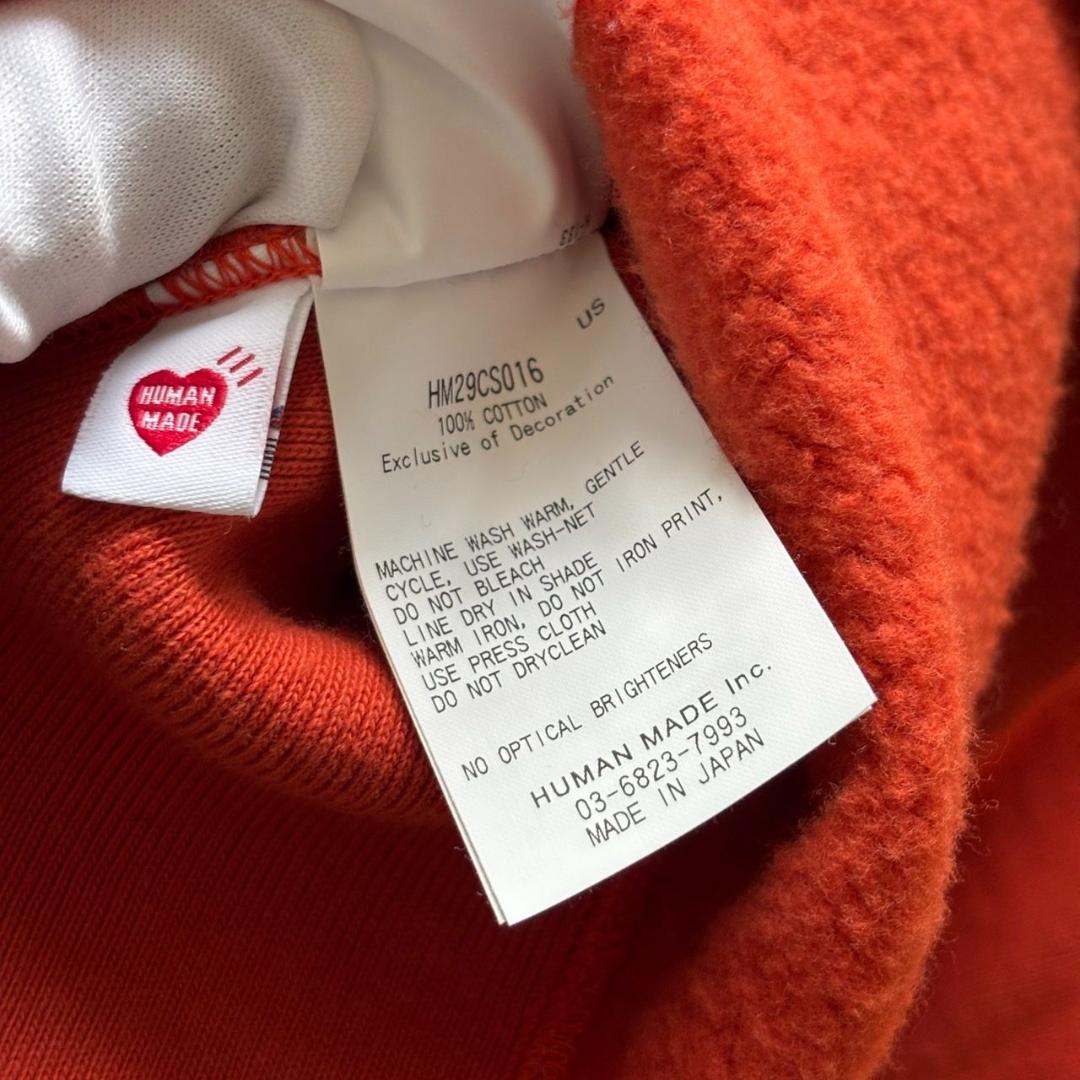 HUMAN
MADE
US
HM29CS016
100% COTTON
Exclusive of Decoration
MACHINE WASH WARM, GENTLE
CYCLE, USE WASH-NET
DO NOT BLEACH
LINE DRY IN SHADE
WARM IRON, DO NOT IRON PRINT,
USE PRESS CLOTH
DO NOT DRYCLEAN
NO OPTICAL BRIGHTENERS
HUMAN MADE Inc.
03-6823-7993
MADE IN JAPAN